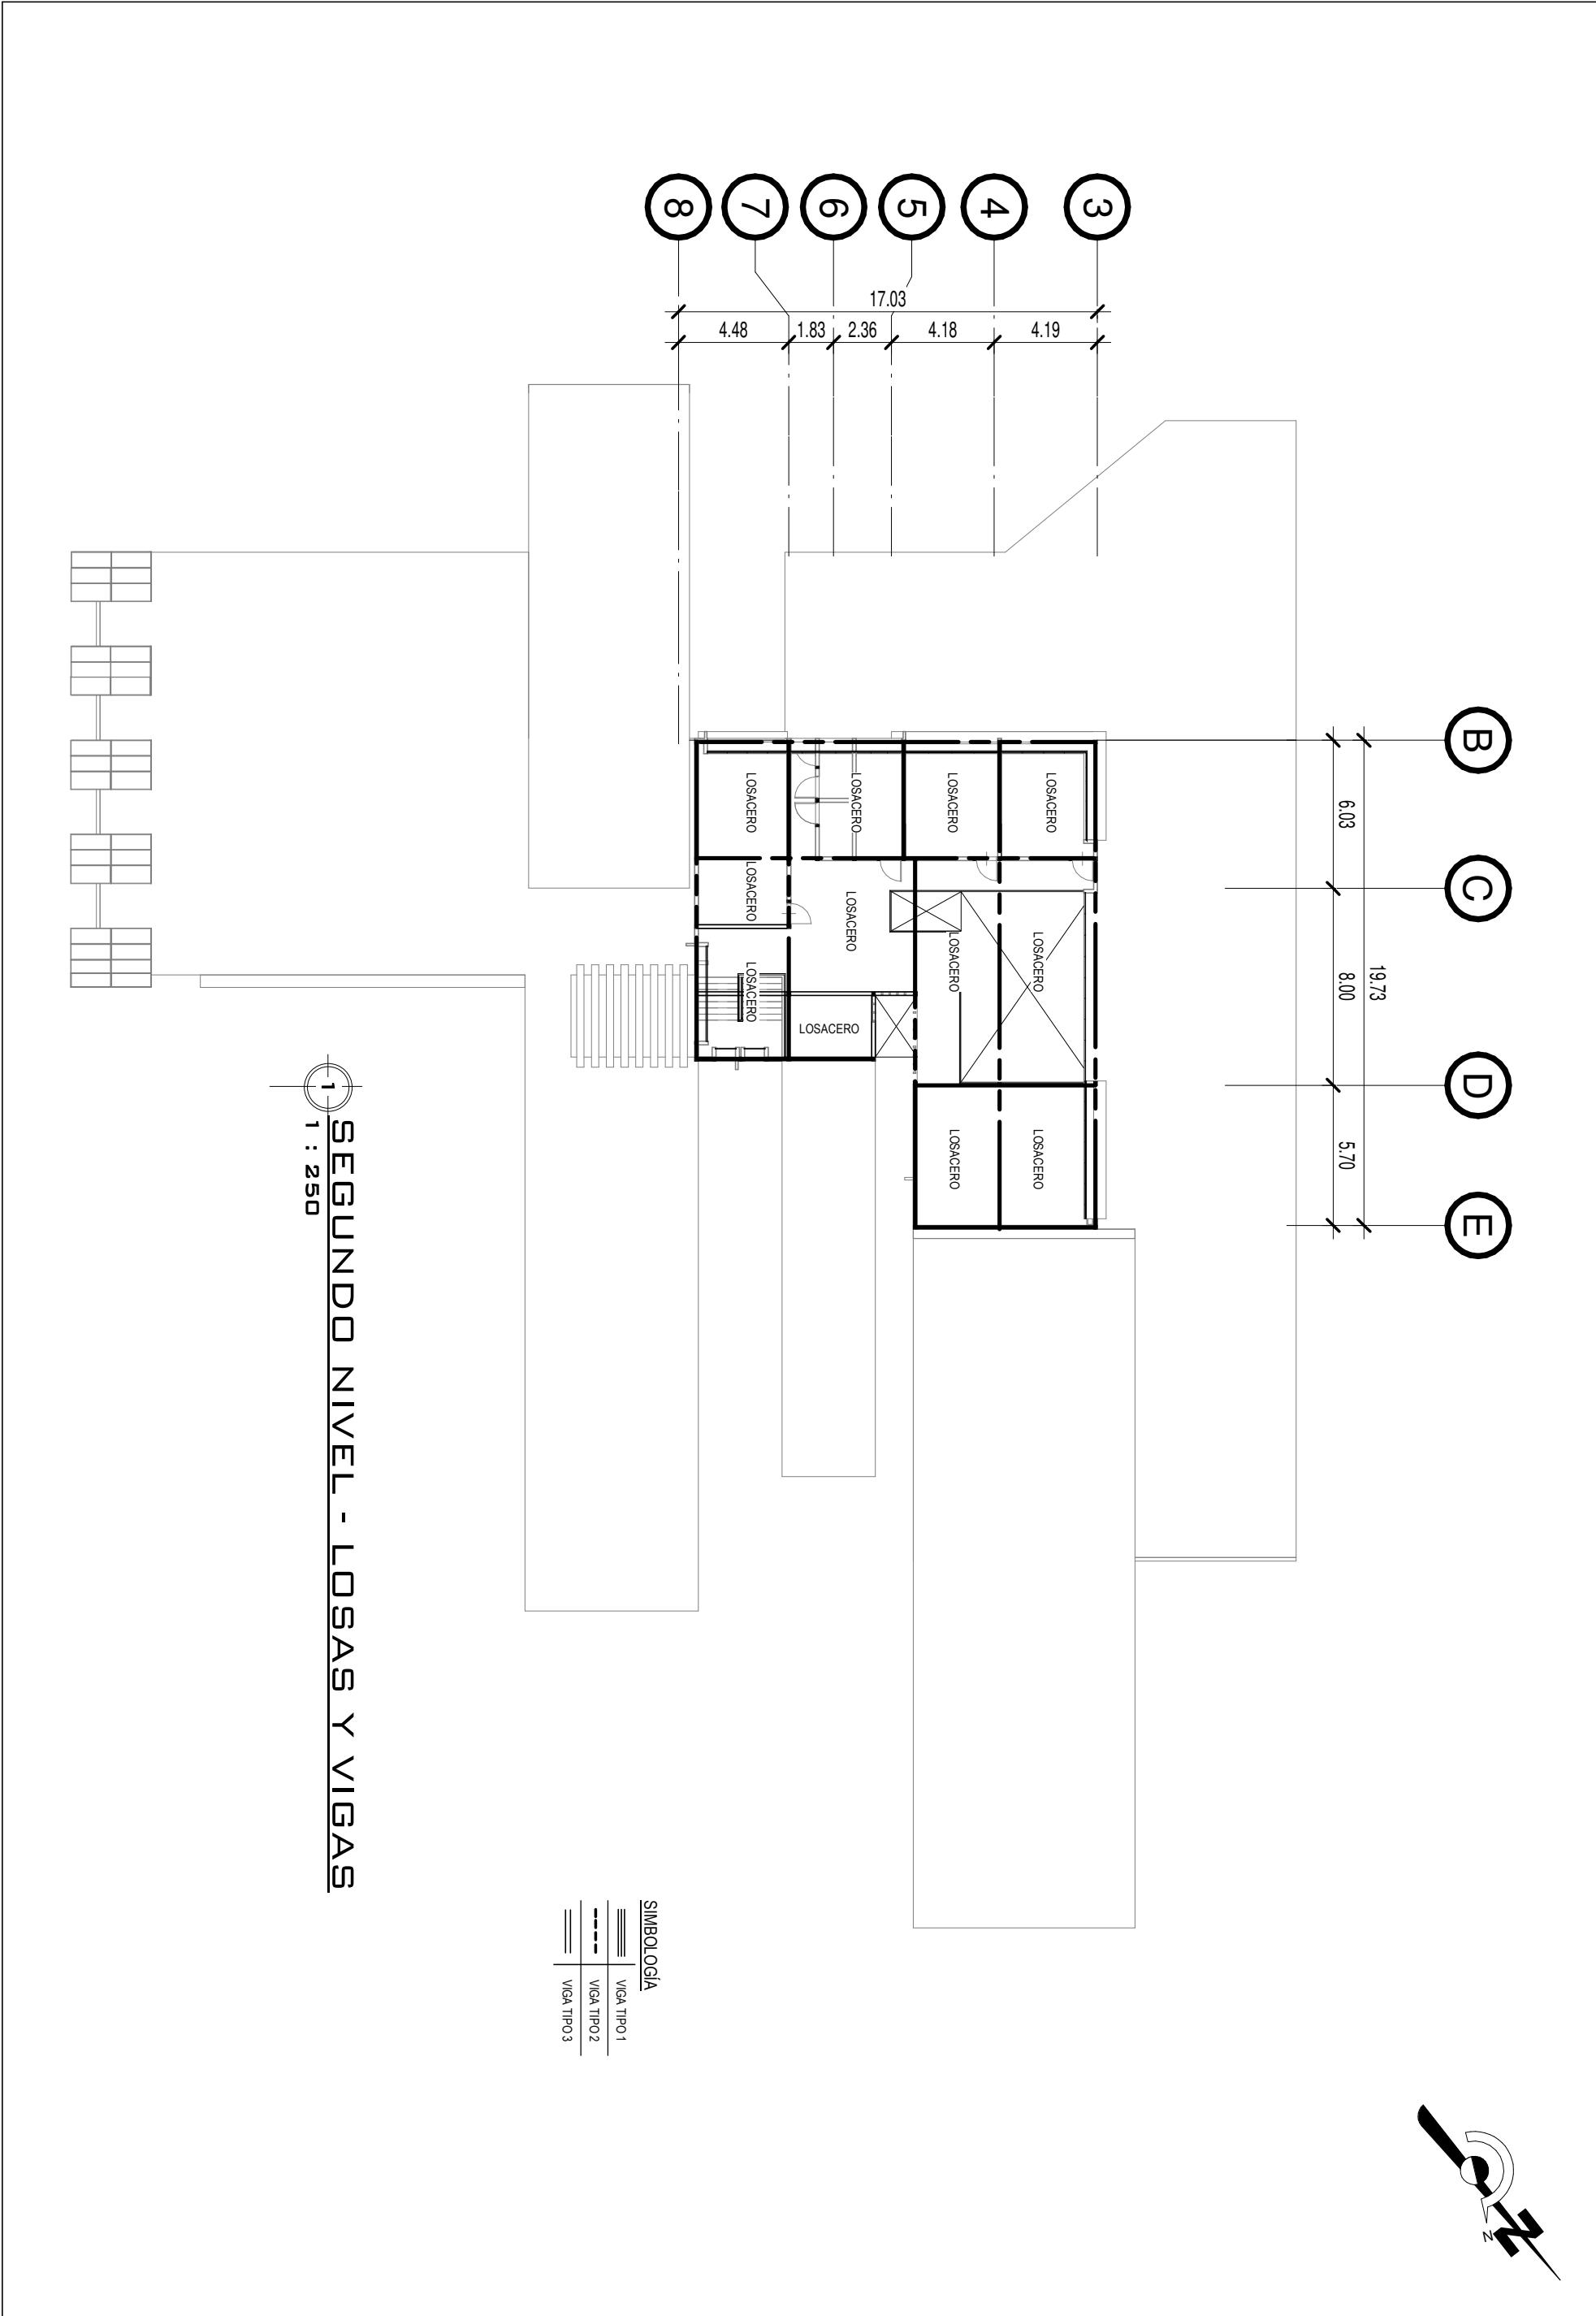 8
7
6
5
4
3
17.03
4.48
1.83
2.36
4.18
4.19
B
C
D
E
6.03
8.00
5.70
19.73
LOSACERO
LOSACERO
LOSACERO
LOSACERO
LOSACERO
LOSACERO
LOSACERO
LOSACERO
LOSACERO
LOSACERO
LOSACERO
LOSACERO
1
SEGUNDO NIVEL - LOSAS Y VIGAS
1 : 250
SIMBOLOGÍA
VIGA TIPO 1
VIGA TIPO 2
VIGA TIPO 3
N
N